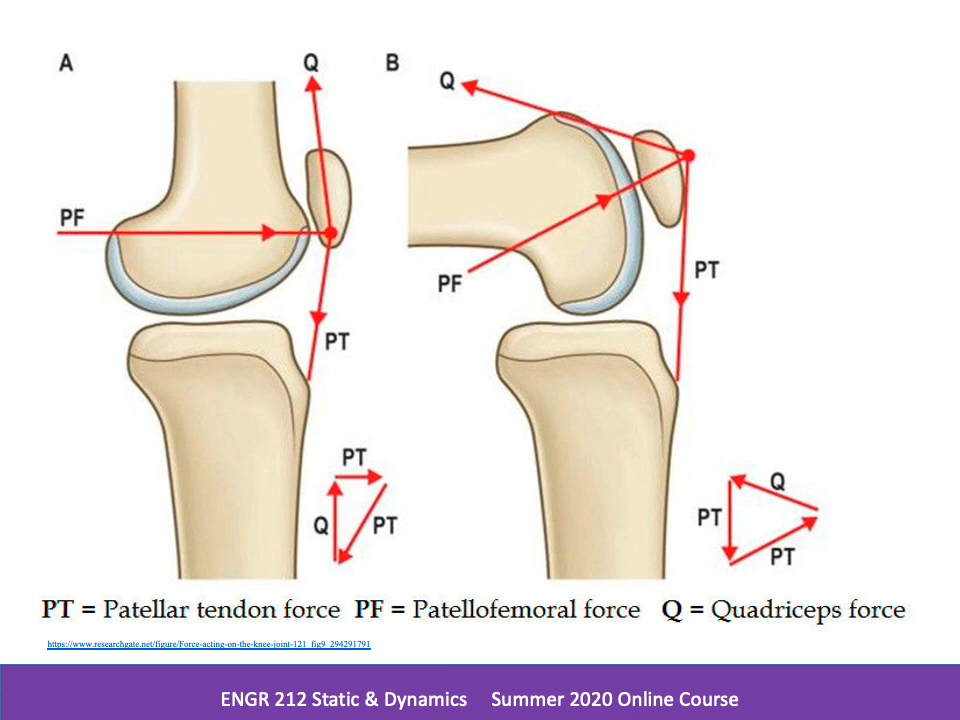 A
Q
PF
PT
PT
Q
PT
B
Q
PF
PT
Q
PT
PT
PT = Patellar tendon force PF = Patellofemoral force Q = Quadriceps force
https://www.researchgate.net/figure/Force-acting-on-the-knee-joint-121_fig9_294291791
ENGR 212 Static & Dynamics Summer 2020 Online Course